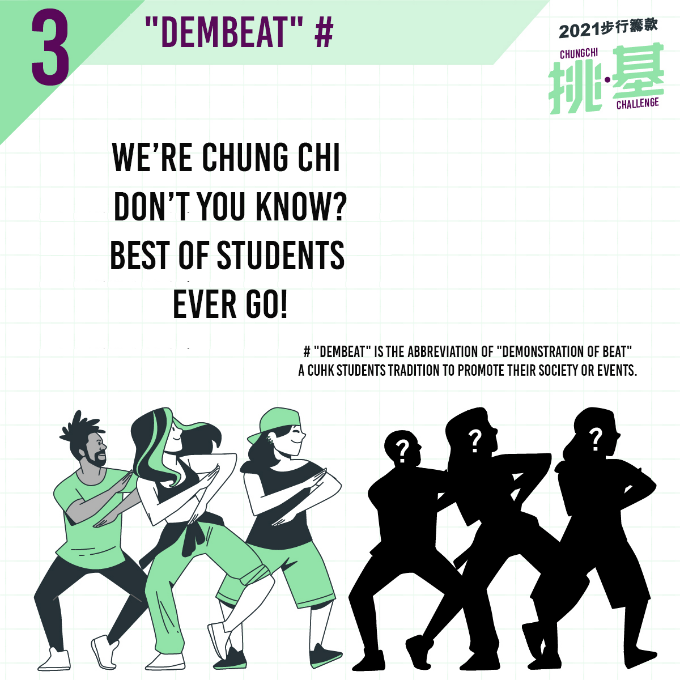 3
"DEMBEAT" #
2021步行籌款
CHUNGCHI
挑·基
CHALLENGE
WE'RE CHUNG CHI
DON'T YOU KNOW?
BEST OF STUDENTS
EVER GO!
# "DEMBEAT" IS THE ABBREVIATION OF "DEMONSTRATION OF BEAT"
A CUHK STUDENTS TRADITION TO PROMOTE THEIR SOCIETY OR EVENTS.
? ? ?